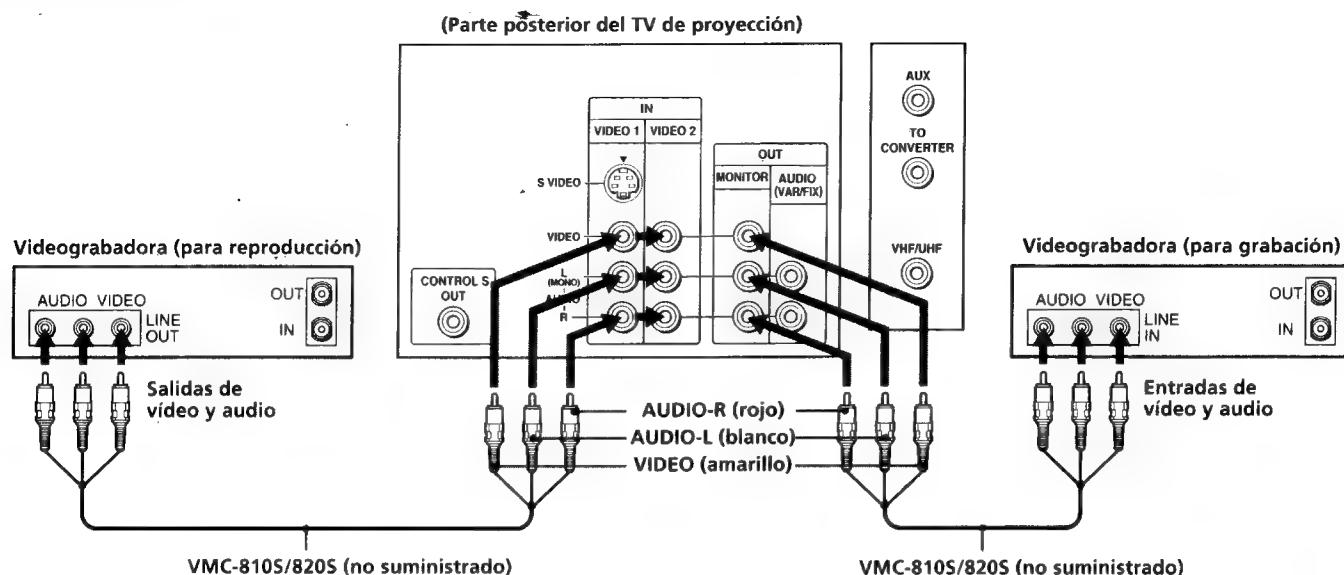 (Parte posterior del TV de proyección)
AUX
TO
CONVERTER
VHF/UHF
IN
VIDEO 1 VIDEO 2
S VIDEO
VIDEO
L
(MONO)
AUDIO
R
OUT
MONITOR AUDIO
(VAR/FIX)
CONTROL S
OUT
Videograbadora (para reproducción)
AUDIO VIDEO
LINE
OUT
OUT
IN
Salidas de
vídeo y audio
Videograbadora (para grabación)
AUDIO VIDEO
LINE
IN
OUT
IN
Entradas de
vídeo y audio
AUDIO-R (rojo)
AUDIO-L (blanco)
VIDEO (amarillo)
VMC-810S/820S (no suministrado)
VMC-810S/820S (no suministrado)